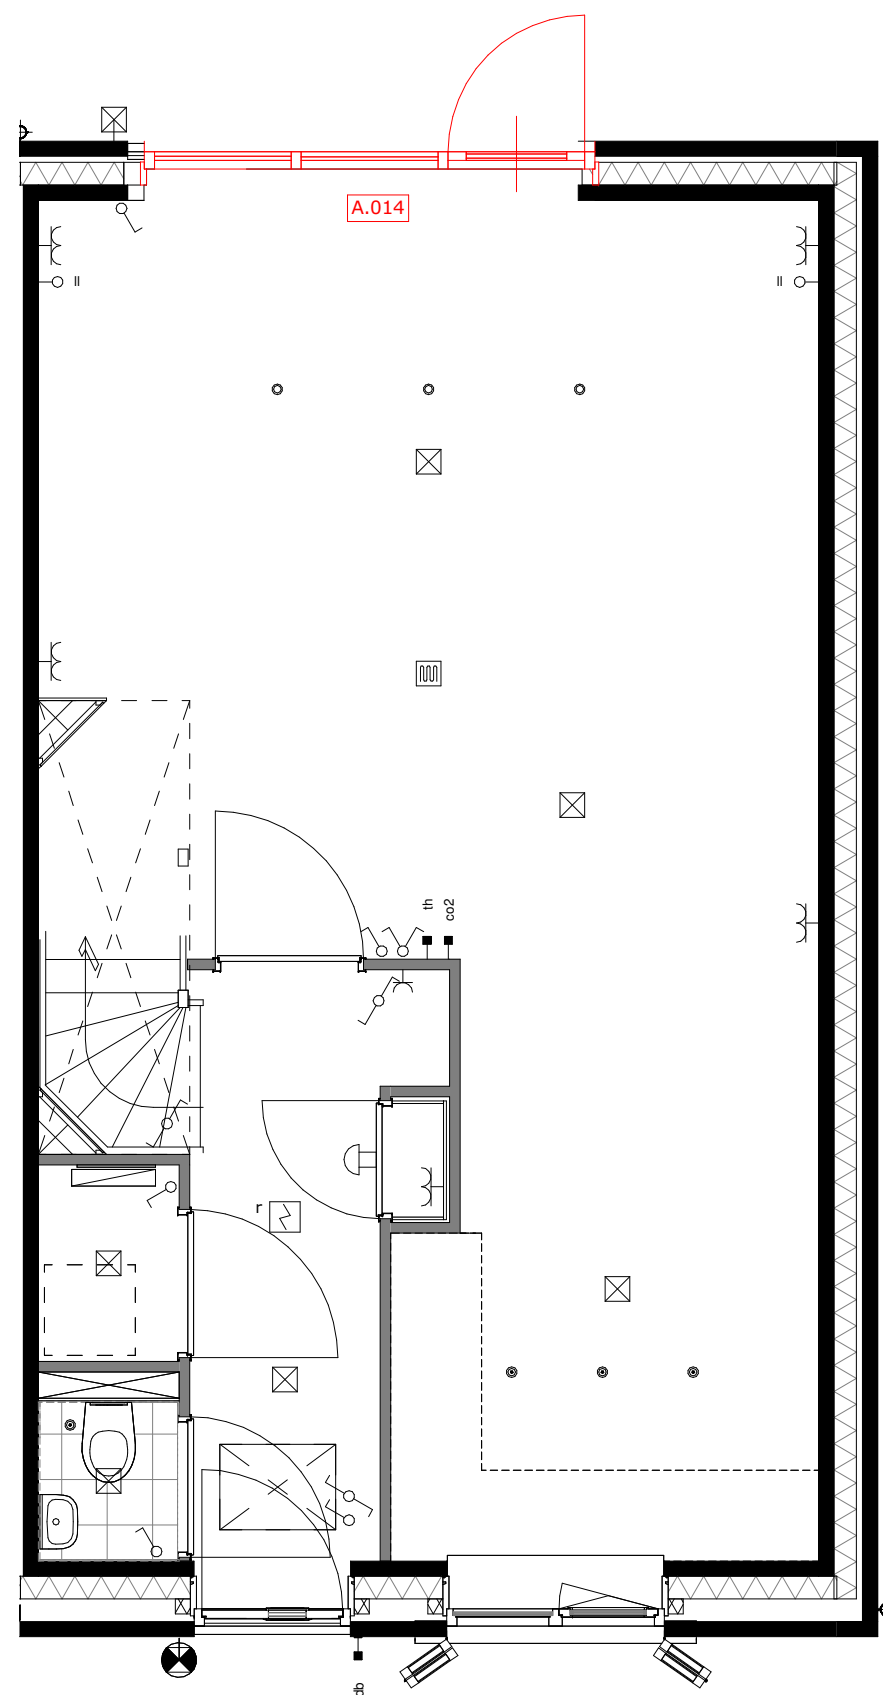 A.014
=
=
th
co2
r
db